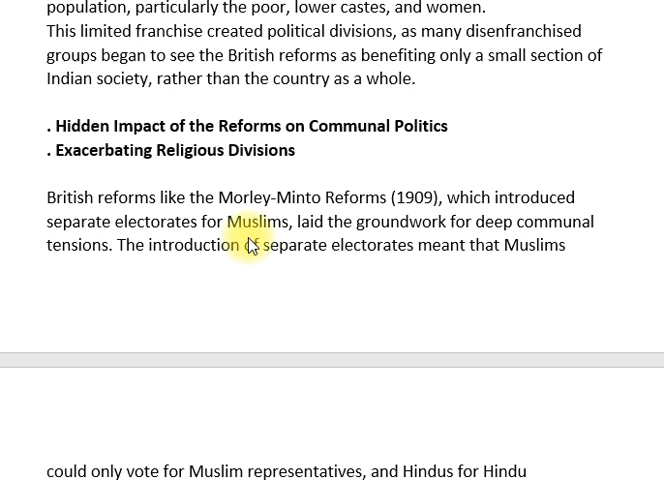 population, particularly the poor, lower castes, and women.
This limited franchise created political divisions, as many disenfranchised
groups began to see the British reforms as benefiting only a small section of
Indian society, rather than the country as a whole.
. Hidden Impact of the Reforms on Communal Politics
. Exacerbating Religious Divisions
British reforms like the Morley-Minto Reforms (1909), which introduced
separate electorates for Muslims, laid the groundwork for deep communal
tensions. The introduction of separate electorates meant that Muslims
could only vote for Muslim representatives, and Hindus for Hindu